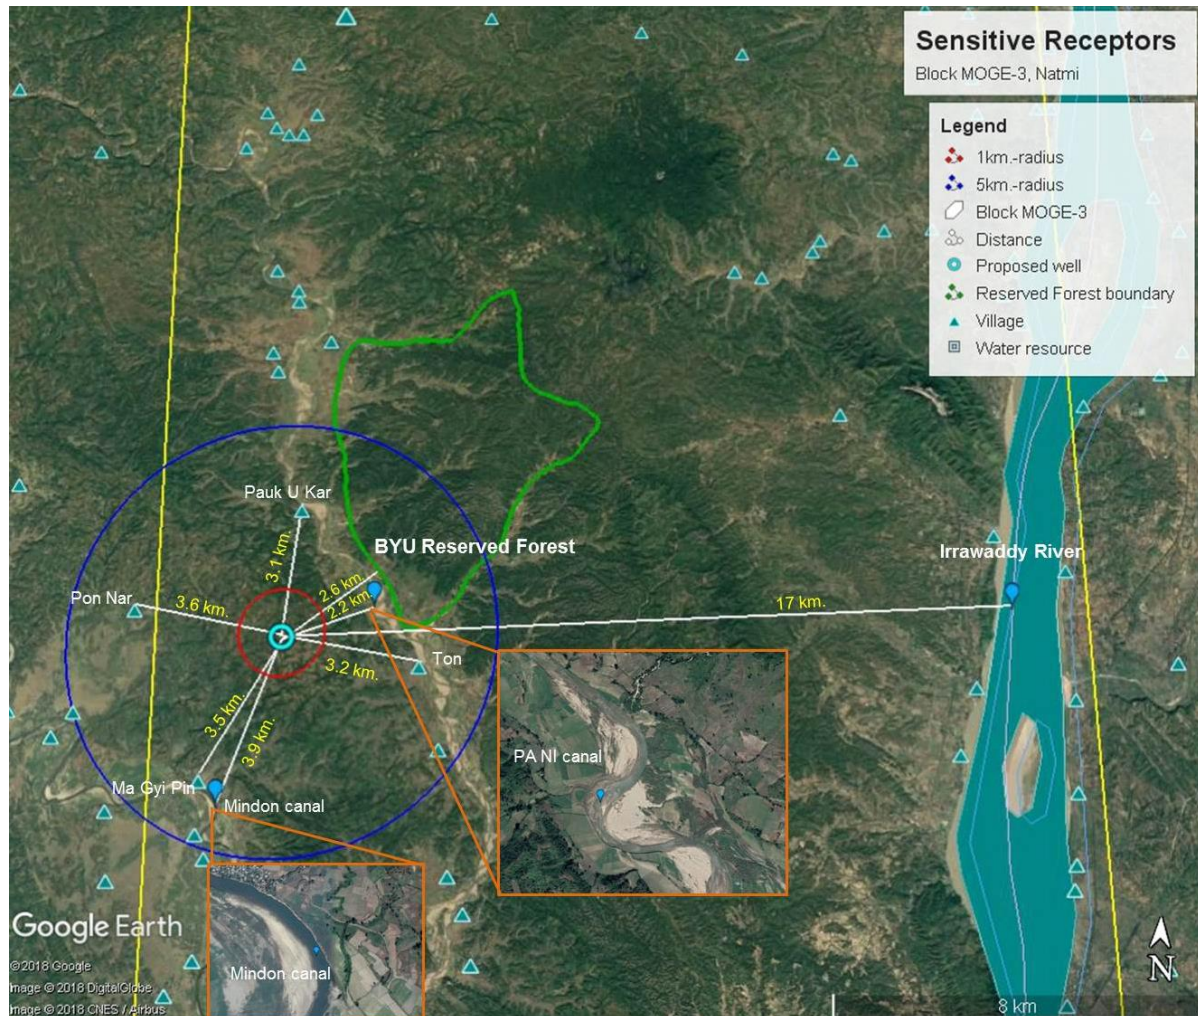 Sensitive Receptors
Block MOGE-3, Natmi
Legend
1km.-radius
5km.-radius
Block MOGE-3
Distance
Proposed well
Reserved Forest boundary
Village
Water resource
Pauk U Kar
BYU Reserved Forest
Irrawaddy River
3.1 km.
2.6 km.
2.2 km.
Pon Nar
3.6 km.
17 km.
Ton
3.2 km.
3.5 km.
3.9 km.
PA NI canal
Ma Gyi Pin
Mindon canal
Mindon canal
Google Earth
©2018 Google
Image © 2018 DigitalGlobe
Image © 2018 CNES / Airbus
8 km
N